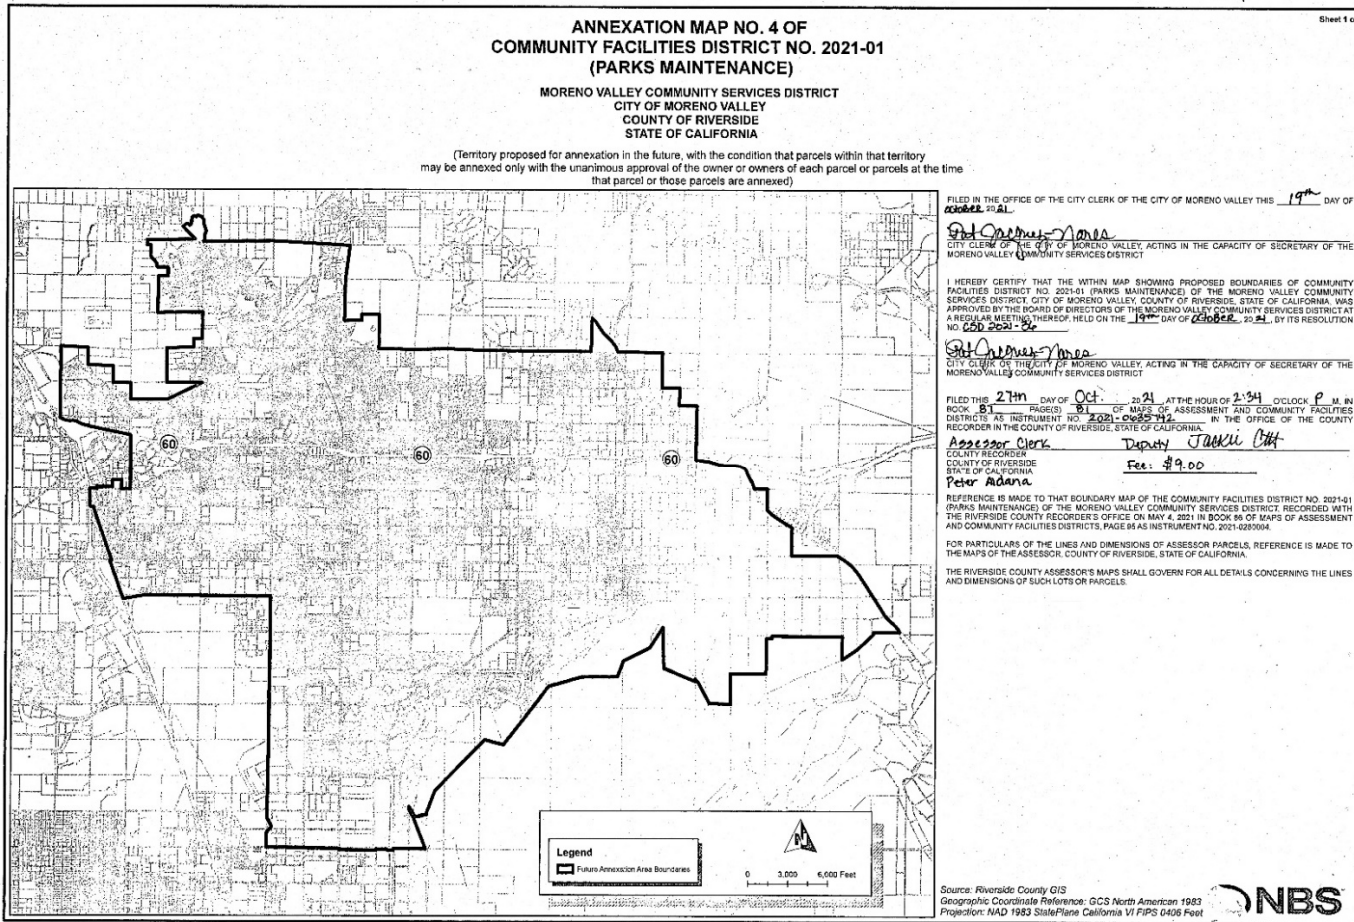 Sheet 1 o
ANNEXATION MAP NO. 4 OF
COMMUNITY FACILITIES DISTRICT NO. 2021-01
(PARKS MAINTENANCE)
MORENO VALLEY COMMUNITY SERVICES DISTRICT
CITY OF MORENO VALLEY
COUNTY OF RIVERSIDE
STATE OF CALIFORNIA
(Territory proposed for annexation in the future, with the condition that parcels within that territory
may be annexed only with the unanimous approval of the owner or owners of each parcel or parcels at the time
that parcel or those parcels are annexed)
60
60
60
Legend
Future Annexation Area Boundaries
N
0 3,000 6,000 Feet
FILED IN THE OFFICE OF THE CITY CLERK OF THE CITY OF MORENO VALLEY THIS 19th DAY OF
October, 2021.
Pat Jacquez-Nares
CITY CLERK OF THE CITY OF MORENO VALLEY, ACTING IN THE CAPACITY OF SECRETARY OF THE
MORENO VALLEY COMMUNITY SERVICES DISTRICT
I HEREBY CERTIFY THAT THE WITHIN MAP SHOWING PROPOSED BOUNDARIES OF COMMUNITY
FACILITIES DISTRICT NO. 2021-01 (PARKS MAINTENANCE) OF THE MORENO VALLEY COMMUNITY
SERVICES DISTRICT, CITY OF MORENO VALLEY, COUNTY OF RIVERSIDE, STATE OF CALIFORNIA, WAS
APPROVED BY THE BOARD OF DIRECTORS OF THE MORENO VALLEY COMMUNITY SERVICES DISTRICT AT
A REGULAR MEETING THEREOF, HELD ON THE 19th DAY OF October, 2021, BY ITS RESOLUTION
NO. CSD 2021-
Pat Jacquez-Nares
CITY CLERK OF THE CITY OF MORENO VALLEY, ACTING IN THE CAPACITY OF SECRETARY OF THE
MORENO VALLEY COMMUNITY SERVICES DISTRICT
FILED THIS 27th DAY OF Oct., 2021, AT THE HOUR OF 2:34 O'CLOCK P M, IN
BOOK 87 PAGE(S) 81 OF MAPS OF ASSESSMENT AND COMMUNITY FACILITIES
DISTRICTS AS INSTRUMENT NO. 2021-0635742 IN THE OFFICE OF THE COUNTY
RECORDER IN THE COUNTY OF RIVERSIDE, STATE OF CALIFORNIA.
Assessor Clerk Deputy Jackii
COUNTY RECORDER
COUNTY OF RIVERSIDE
STATE OF CALIFORNIA Fee: $9.00
Peter Aldana
REFERENCE IS MADE TO THAT BOUNDARY MAP OF THE COMMUNITY FACILITIES DISTRICT NO. 2021-01
(PARKS MAINTENANCE) OF THE MORENO VALLEY COMMUNITY SERVICES DISTRICT, RECORDED WITH
THE RIVERSIDE COUNTY RECORDER'S OFFICE ON MAY 4, 2021 IN BOOK 86 OF MAPS OF ASSESSMENT
AND COMMUNITY FACILITIES DISTRICTS, PAGE 95 AS INSTRUMENT NO. 2021-0280004.
FOR PARTICULARS OF THE LINES AND DIMENSIONS OF ASSESSOR PARCELS, REFERENCE IS MADE TO
THE MAPS OF THE ASSESSOR, COUNTY OF RIVERSIDE, STATE OF CALIFORNIA.
THE RIVERSIDE COUNTY ASSESSOR'S MAPS SHALL GOVERN FOR ALL DETAILS CONCERNING THE LINES
AND DIMENSIONS OF SUCH LOTS OR PARCELS.
Source: Riverside County GIS
Geographic Coordinate Reference: GCS North American 1983
Projection: NAD 1983 StatePlane California VI FIPS 0406 Feet
NBS